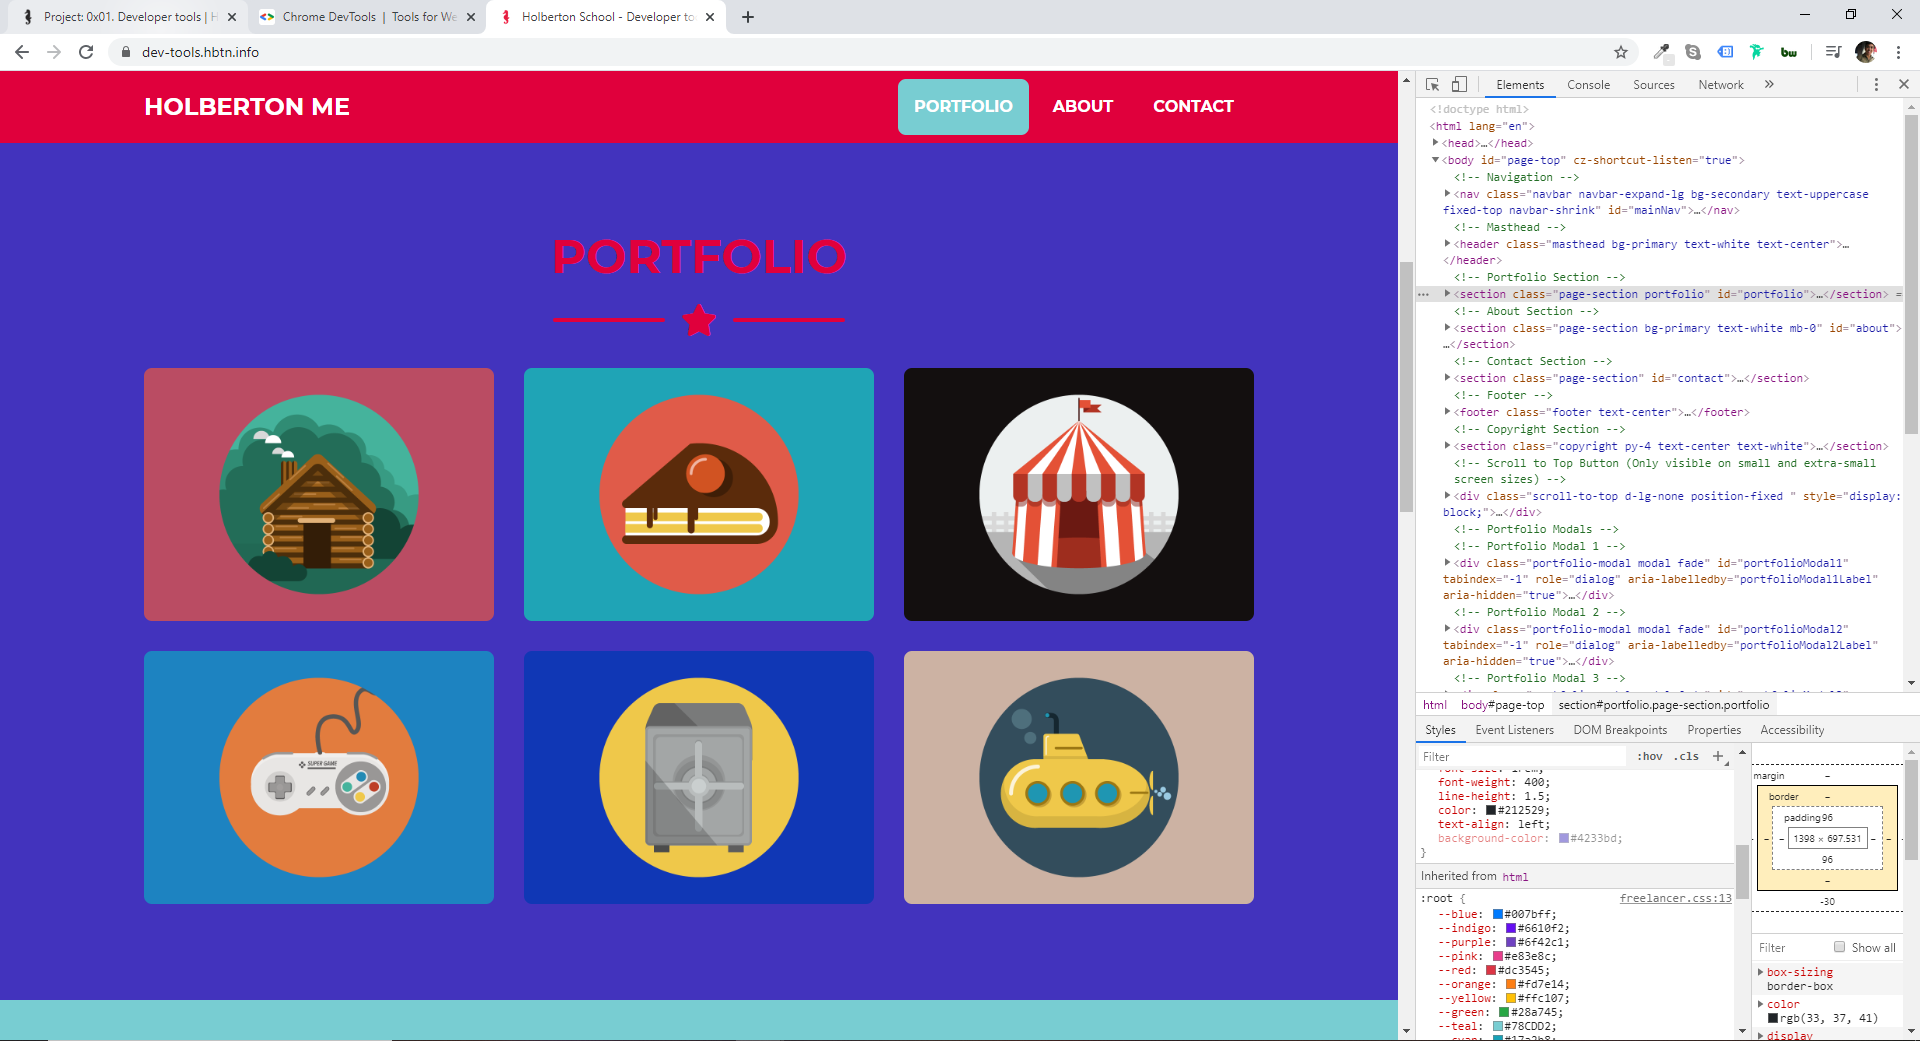 Project: 0x01. Developer tools | H
Chrome DevTools | Tools for We
Holberton School - Developer to
dev-tools.hbtn.info
bw
HOLBERTON ME
PORTFOLIO
ABOUT
CONTACT
PORTFOLIO
SUPER GAME
Elements
Console
Sources
Network
<!doctype html>
<html lang="en">
<head>…</head>
<body id="page-top" cz-shortcut-listen="true">
<!-- Navigation -->
<nav class="navbar navbar-expand-lg bg-secondary text-uppercase
fixed-top navbar-shrink" id="mainNav">…</nav>
<!-- Masthead -->
<header class="masthead bg-primary text-white text-center">…
</header>
<!-- Portfolio Section -->
<section class="page-section portfolio" id="portfolio">…</section> =
<!-- About Section -->
<section class="page-section bg-primary text-white mb-0" id="about">
…</section>
<!-- Contact Section -->
<section class="page-section" id="contact">…</section>
<!-- Footer -->
<footer class="footer text-center">…</footer>
<!-- Copyright Section -->
<section class="copyright py-4 text-center text-white">…</section>
<!-- Scroll to Top Button (Only visible on small and extra-small
screen sizes) -->
<div class="scroll-to-top d-lg-none position-fixed " style="display:
block;">…</div>
<!-- Portfolio Modals -->
<!-- Portfolio Modal 1 -->
<div class="portfolio-modal modal fade" id="portfolioModal1"
tabindex="-1" role="dialog" aria-labelledby="portfolioModal1Label"
aria-hidden="true">…</div>
<!-- Portfolio Modal 2 -->
<div class="portfolio-modal modal fade" id="portfolioModal2"
tabindex="-1" role="dialog" aria-labelledby="portfolioModal2Label"
aria-hidden="true">…</div>
<!-- Portfolio Modal 3 -->
html body#page-top section#portfolio.page-section.portfolio
Styles Event Listeners DOM Breakpoints Properties Accessibility
Filter :hov .cls +
font-size: 1rem;
font-weight: 400;
line-height: 1.5;
color: #212529;
text-align: left;
background-color: #4233bd;
}
Inherited from html
:root { freelancer.css:13
--blue: #007bff;
--indigo: #6610f2;
--purple: #6f42c1;
--pink: #e83e8c;
--red: #dc3545;
--orange: #fd7e14;
--yellow: #ffc107;
--green: #28a745;
--teal: #78CDD2;
--cyan: #17a2b8;
margin –
border –
padding 96
– – 1398 × 697.531 – –
96
–
-30
Filter Show all
box-sizing
border-box
color
rgb(33, 37, 41)
display